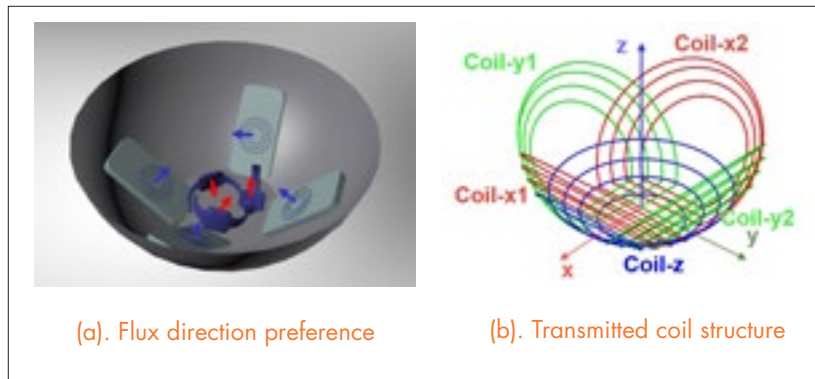 z
Coil-x2
Coil-y1
Coil-x1
Coil-y2
y
x
Coil-z
(a). Flux direction preference
(b). Transmitted coil structure